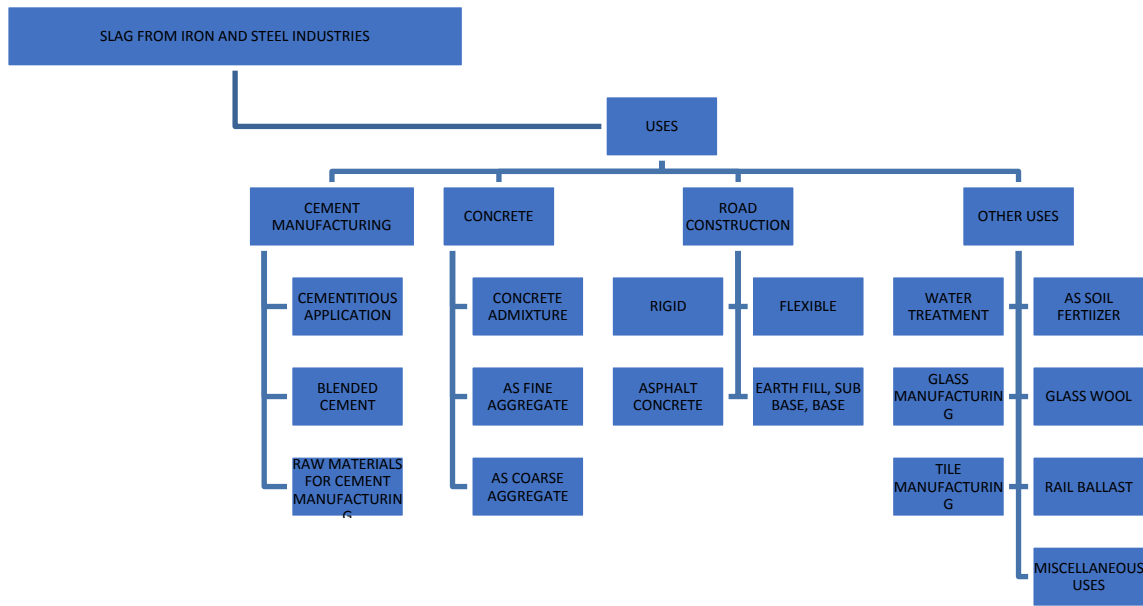 SLAG FROM IRON AND STEEL INDUSTRIES
USES
CEMENT
MANUFACTURING
CONCRETE
ROAD
CONSTRUCTION
OTHER USES
CEMENTITIOUS
APPLICATION
BLENDED
CEMENT
RAW MATERIALS
FOR CEMENT
MANUFACTURIN
G
CONCRETE
ADMIXTURE
AS FINE
AGGREGATE
AS COARSE
AGGREGATE
RIGID
FLEXIBLE
ASPHALT
CONCRETE
EARTH FILL, SUB
BASE, BASE
WATER
TREATMENT
AS SOIL
FERTIIZER
GLASS
MANUFACTURIN
G
GLASS WOOL
TILE
MANUFACTURIN
G
RAIL BALLAST
MISCELLANEOUS
USES